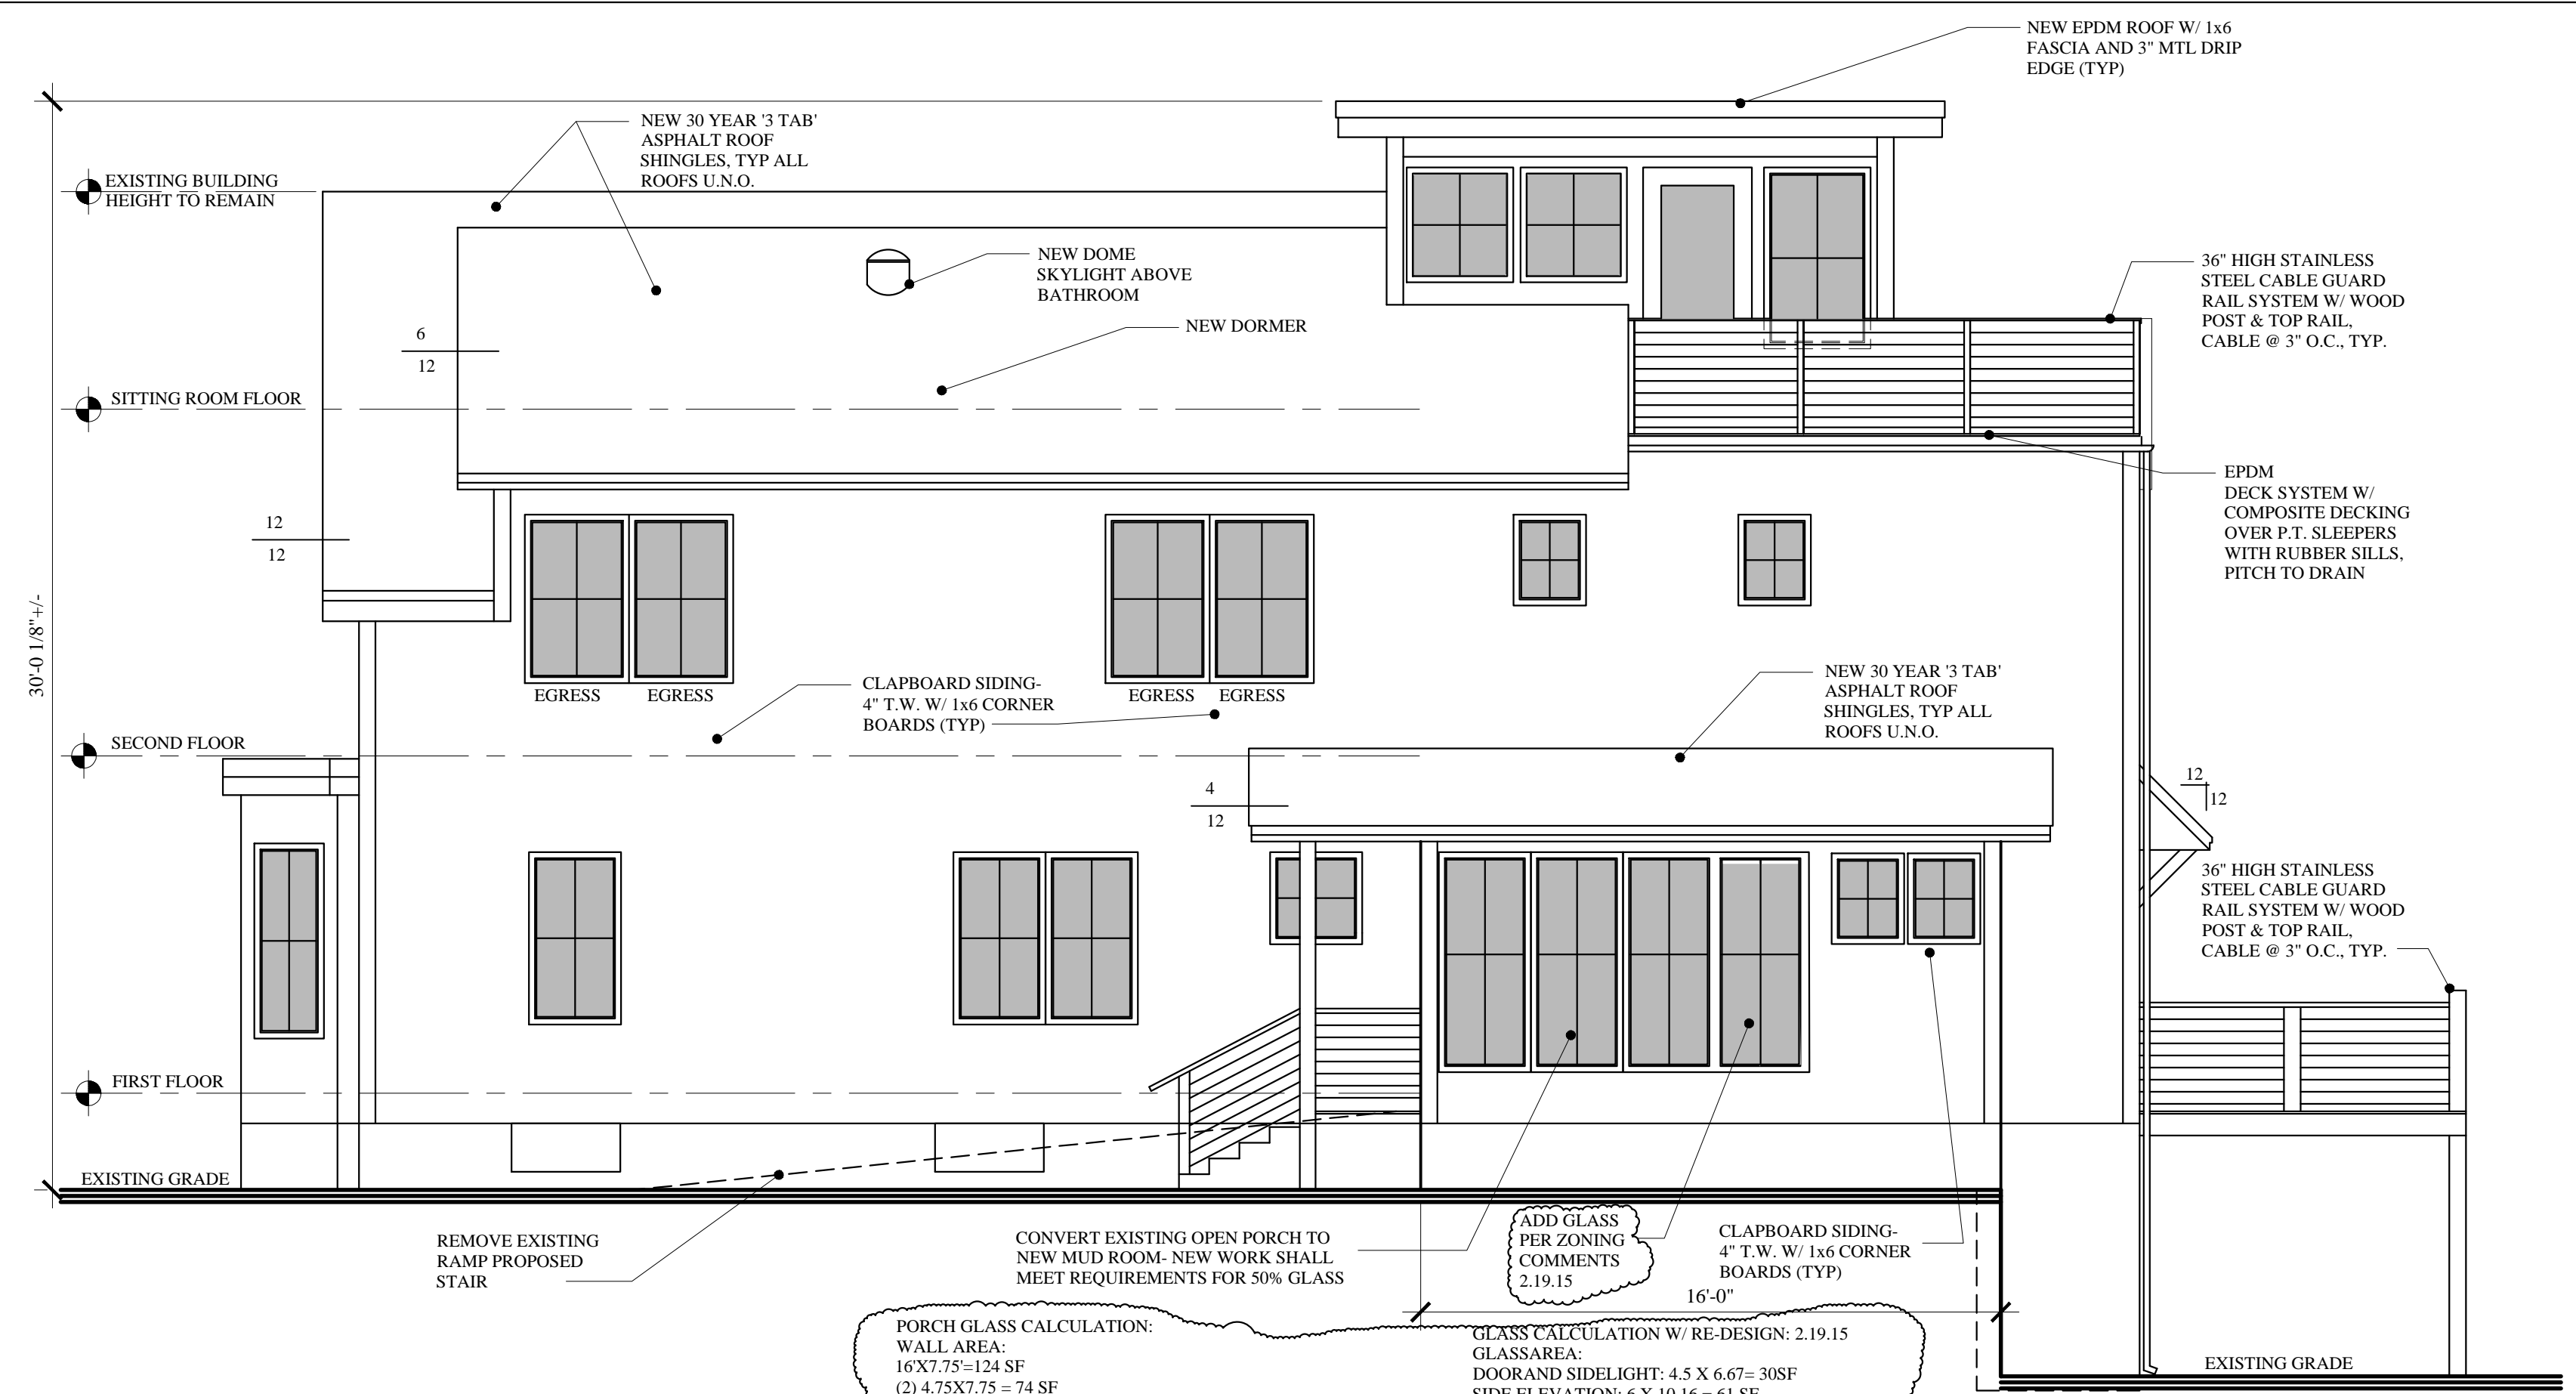 NEW EPDM ROOF W/ 1x6
FASCIA AND 3" MTL DRIP
EDGE (TYP)
NEW 30 YEAR '3 TAB'
ASPHALT ROOF
SHINGLES, TYP ALL
ROOFS U.N.O.
EXISTING BUILDING
HEIGHT TO REMAIN
NEW DOME
SKYLIGHT ABOVE
BATHROOM
36" HIGH STAINLESS
STEEL CABLE GUARD
RAIL SYSTEM W/ WOOD
POST & TOP RAIL,
CABLE @ 3" O.C., TYP.
NEW DORMER
6
12
SITTING ROOM FLOOR
EPDM
DECK SYSTEM W/
COMPOSITE DECKING
OVER P.T. SLEEPERS
WITH RUBBER SILLS,
PITCH TO DRAIN
12
12
30'-0 1/8"+/-
EGRESS EGRESS
EGRESS EGRESS
CLAPBOARD SIDING-
4" T.W. W/ 1x6 CORNER
BOARDS (TYP)
NEW 30 YEAR '3 TAB'
ASPHALT ROOF
SHINGLES, TYP ALL
ROOFS U.N.O.
SECOND FLOOR
4
12
12
12
36" HIGH STAINLESS
STEEL CABLE GUARD
RAIL SYSTEM W/ WOOD
POST & TOP RAIL,
CABLE @ 3" O.C., TYP.
FIRST FLOOR
EXISTING GRADE
REMOVE EXISTING
RAMP PROPOSED
STAIR
CONVERT EXISTING OPEN PORCH TO
NEW MUD ROOM- NEW WORK SHALL
MEET REQUIREMENTS FOR 50% GLASS
ADD GLASS
PER ZONING
COMMENTS
2.19.15
CLAPBOARD SIDING-
4" T.W. W/ 1x6 CORNER
BOARDS (TYP)
16'-0"
PORCH GLASS CALCULATION:
WALL AREA:
16'X7.75'=124 SF
(2) 4.75X7.75 = 74 SF
GLASS CALCULATION W/ RE-DESIGN: 2.19.15
GLASSAREA:
DOORAND SIDELIGHT: 4.5 X 6.67= 30SF
SIDE ELEVATION: 6 X 10.16 = 61 SF
EXISTING GRADE